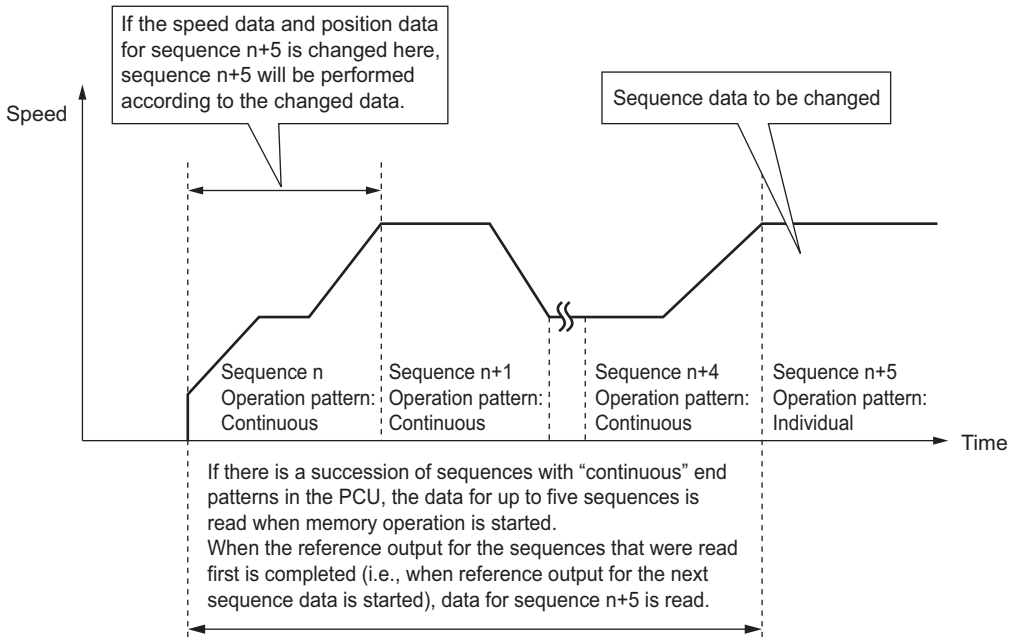 If the speed data and position data
for sequence n+5 is changed here,
sequence n+5 will be performed
according to the changed data.
Speed
Sequence data to be changed
Sequence n
Operation pattern:
Continuous
Sequence n+1
Operation pattern:
Continuous
Sequence n+4
Operation pattern:
Continuous
Sequence n+5
Operation pattern:
Individual
Time
If there is a succession of sequences with “continuous” end
patterns in the PCU, the data for up to five sequences is
read when memory operation is started.
When the reference output for the sequences that were read
first is completed (i.e., when reference output for the next
sequence data is started), data for sequence n+5 is read.